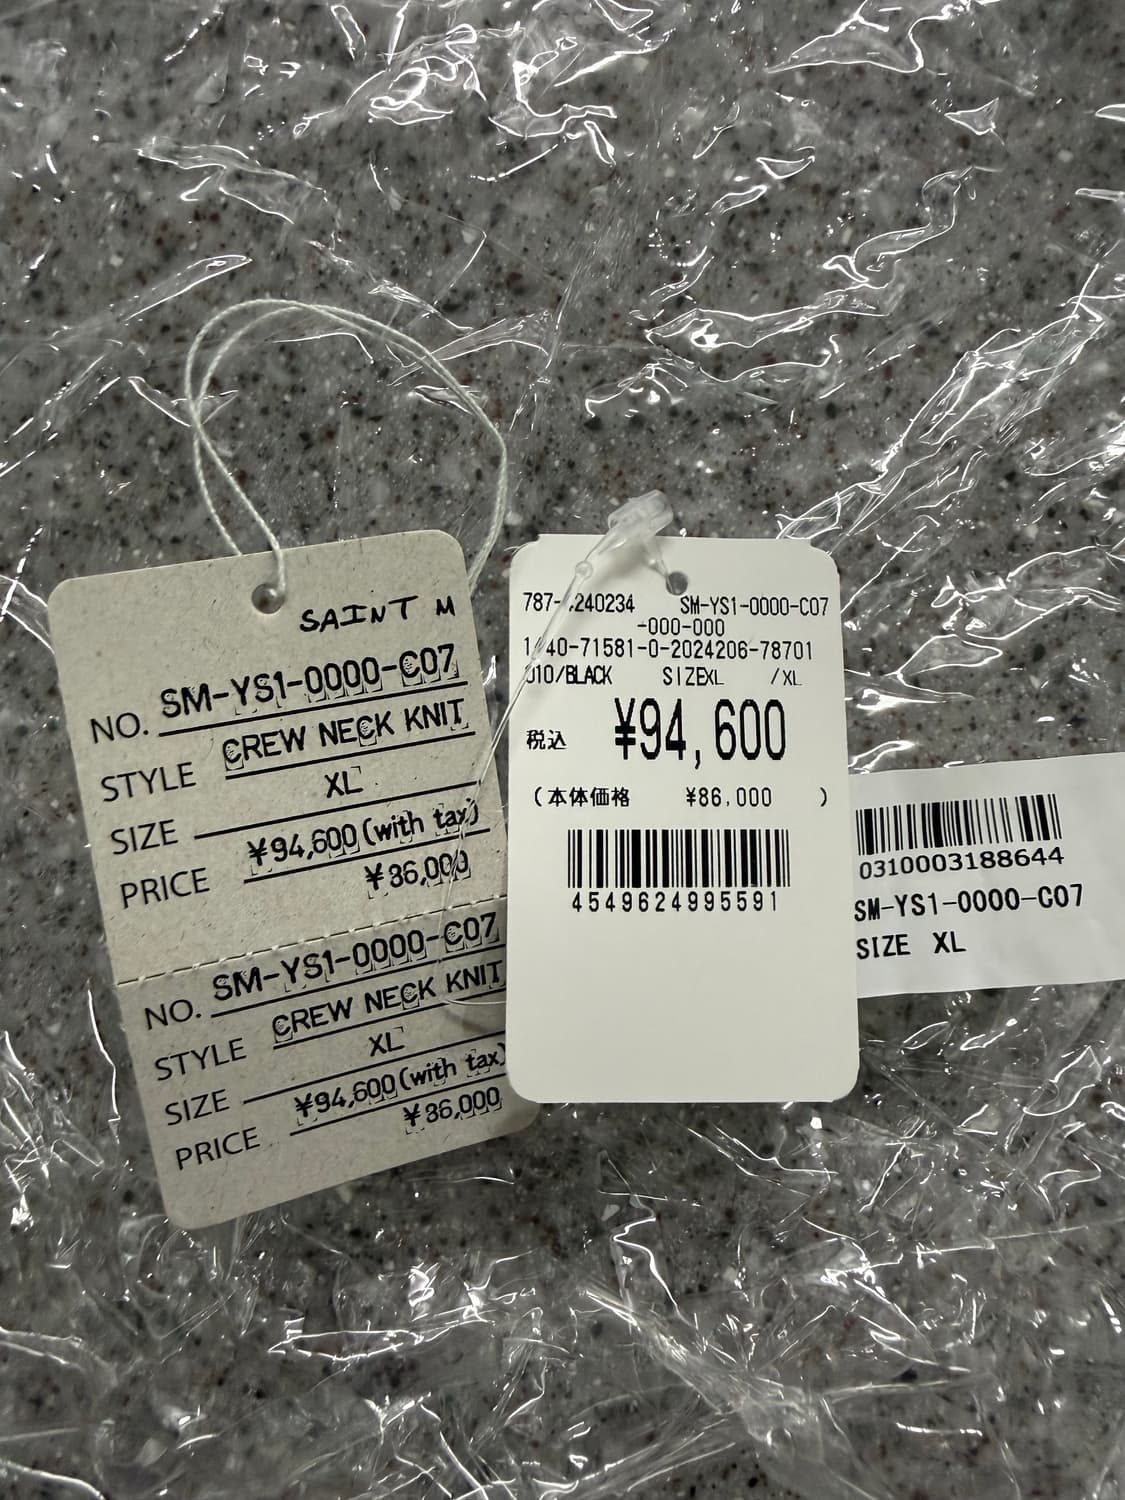 SAINT M
NO. SM-YS1-0000-C07
STYLE CREW NECK KNIT
SIZE XL
PRICE ¥94,600(with tax)
¥86,000
NO. SM-YS1-0000-C07
STYLE CREW NECK KNIT
SIZE XL
PRICE ¥94,600(with tax)
¥86,000
SM-YS1-0000-C07
-000-000
010/BLACK SIZEXL /XL
税込 ¥94,600
(本体価格 ¥86,000 )
4549624995591
0310003188644
SM-YS1-0000-C07
SIZE XL